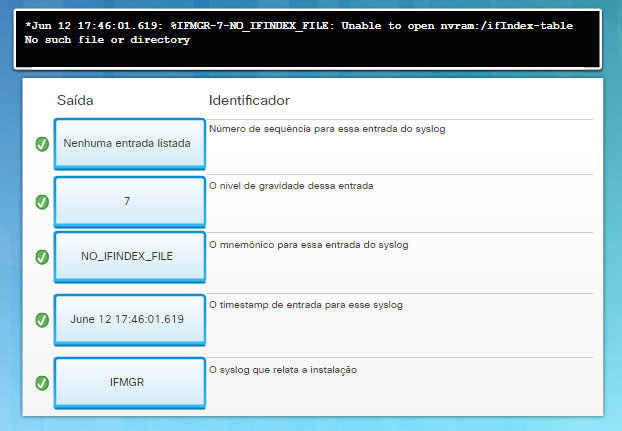 *Jun 12 17:46:01.619: %IFMGR-7-NO_IFINDEX_FILE: Unable to open nvram:/ifIndex-table
No such file or directory
Saída Identificador
Nenhuma entrada listada Número de sequência para essa entrada do syslog
7 O nível de gravidade dessa entrada
NO_IFINDEX_FILE O mnemônico para essa entrada do syslog
June 12 17:46:01.619 O timestamp de entrada para esse syslog
IFMGR O syslog que relata a instalação